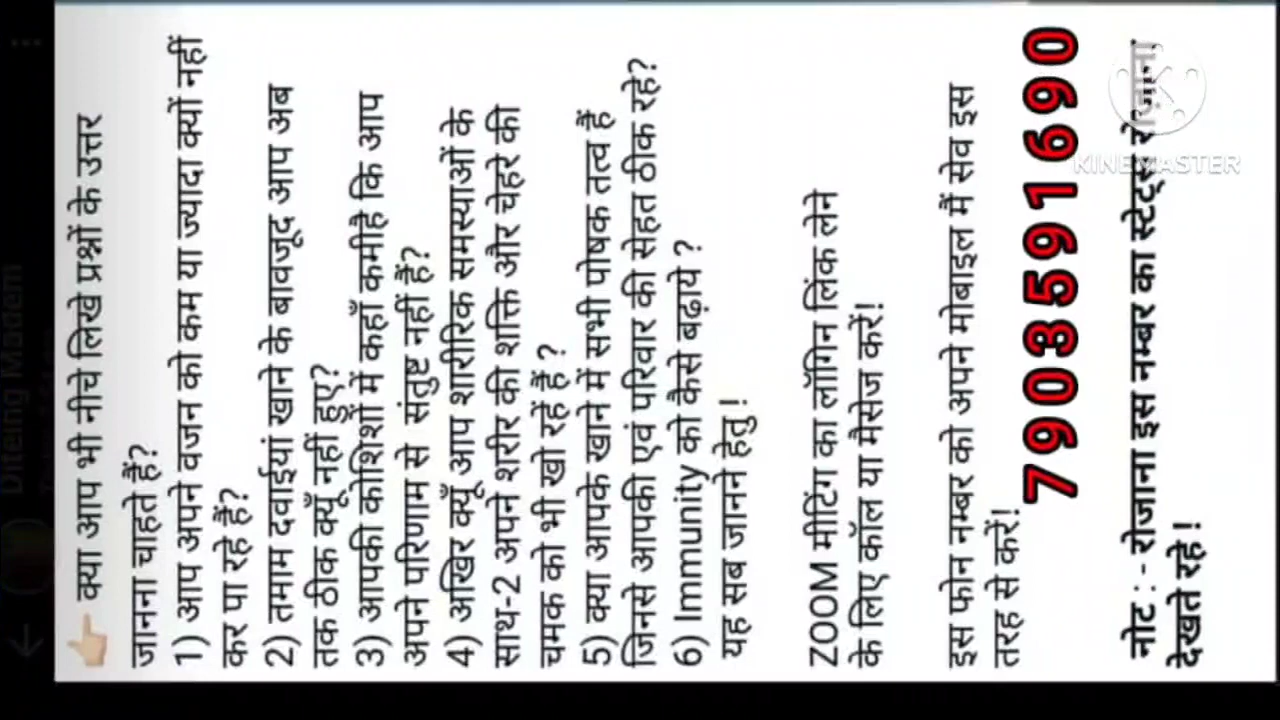 Diteing Madem
👉🏻 क्या आप भी नीचे लिखे प्रश्नों के उत्तर
जानना चाहते हैं?
1) आप अपने वजन को कम या ज्यादा क्यों नहीं
कर पा रहे हैं?
2) तमाम दवाईयां खाने के बावजूद आप अब
तक ठीक क्यूँ नहीं हुए?
3) आपकी कोशिशों में कहाँ कमीहै कि आप
अपने परिणाम से संतुष्ट नहीं हैं?
4) अखिर क्यूँ आप शारीरिक समस्याओं के
साथ-2 अपने शरीर की शक्ति और चेहरे की
चमक को भी खो रहें हैं ?
5) क्या आपके खाने में सभी पोषक तत्व हैं
जिनसे आपकी एवं परिवार की सेहत ठीक रहे?
6) Immunity को कैसे बढ़ाये ?
यह सब जानने हेतु !
ZOOM मीटिंग का लॉगिन लिंक लेने
के लिए कॉल या मैसेज करें!
इस फोन नम्बर को अपने मोबाइल मैं सेव इस
तरह से करें!
7903591690
नोट : - रोजाना इस नम्बर का स्टेट्स रोज़ाना
देखते रहे !
KINEMASTER